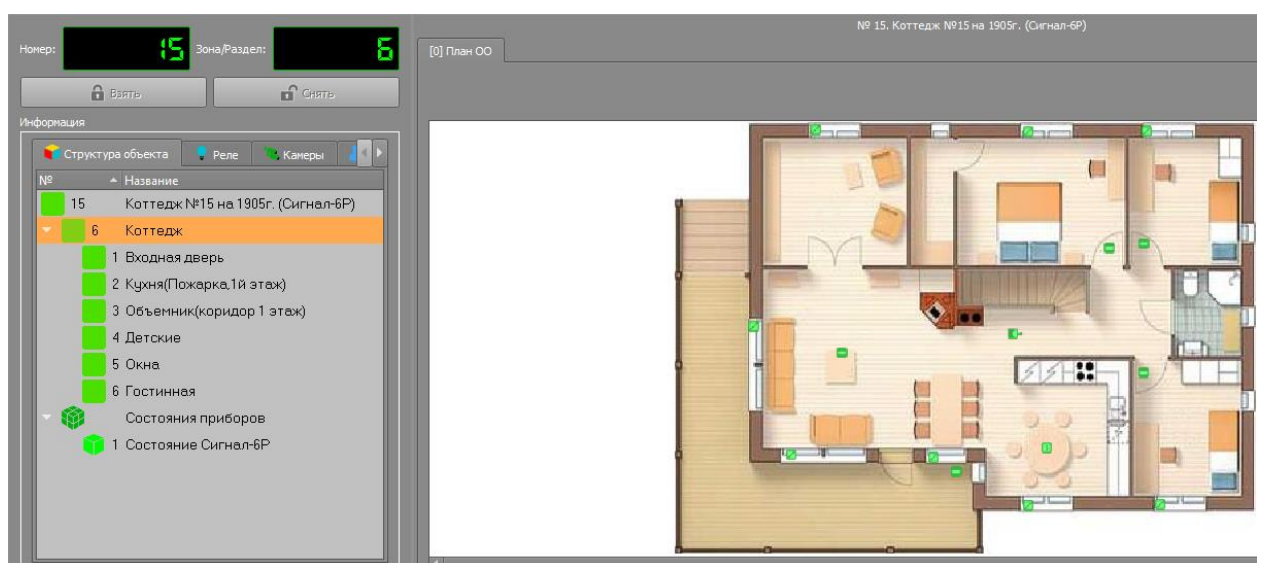 № 15. Коттедж №15 на 1905г. (Сигнал-6Р)
Номер: 15 Зона/Раздел: 6
[0] План ОО
Взять Снять
Информация
Структура объекта Реле Камеры
№ Название
15 Коттедж №15 на 1905г. (Сигнал-6Р)
6 Коттедж
1 Входная дверь
2 Кухня(Пожарка,1й этаж)
3 Объемник(коридор 1 этаж)
4 Детские
5 Окна
6 Гостинная
Состояния приборов
1 Состояние Сигнал-6Р